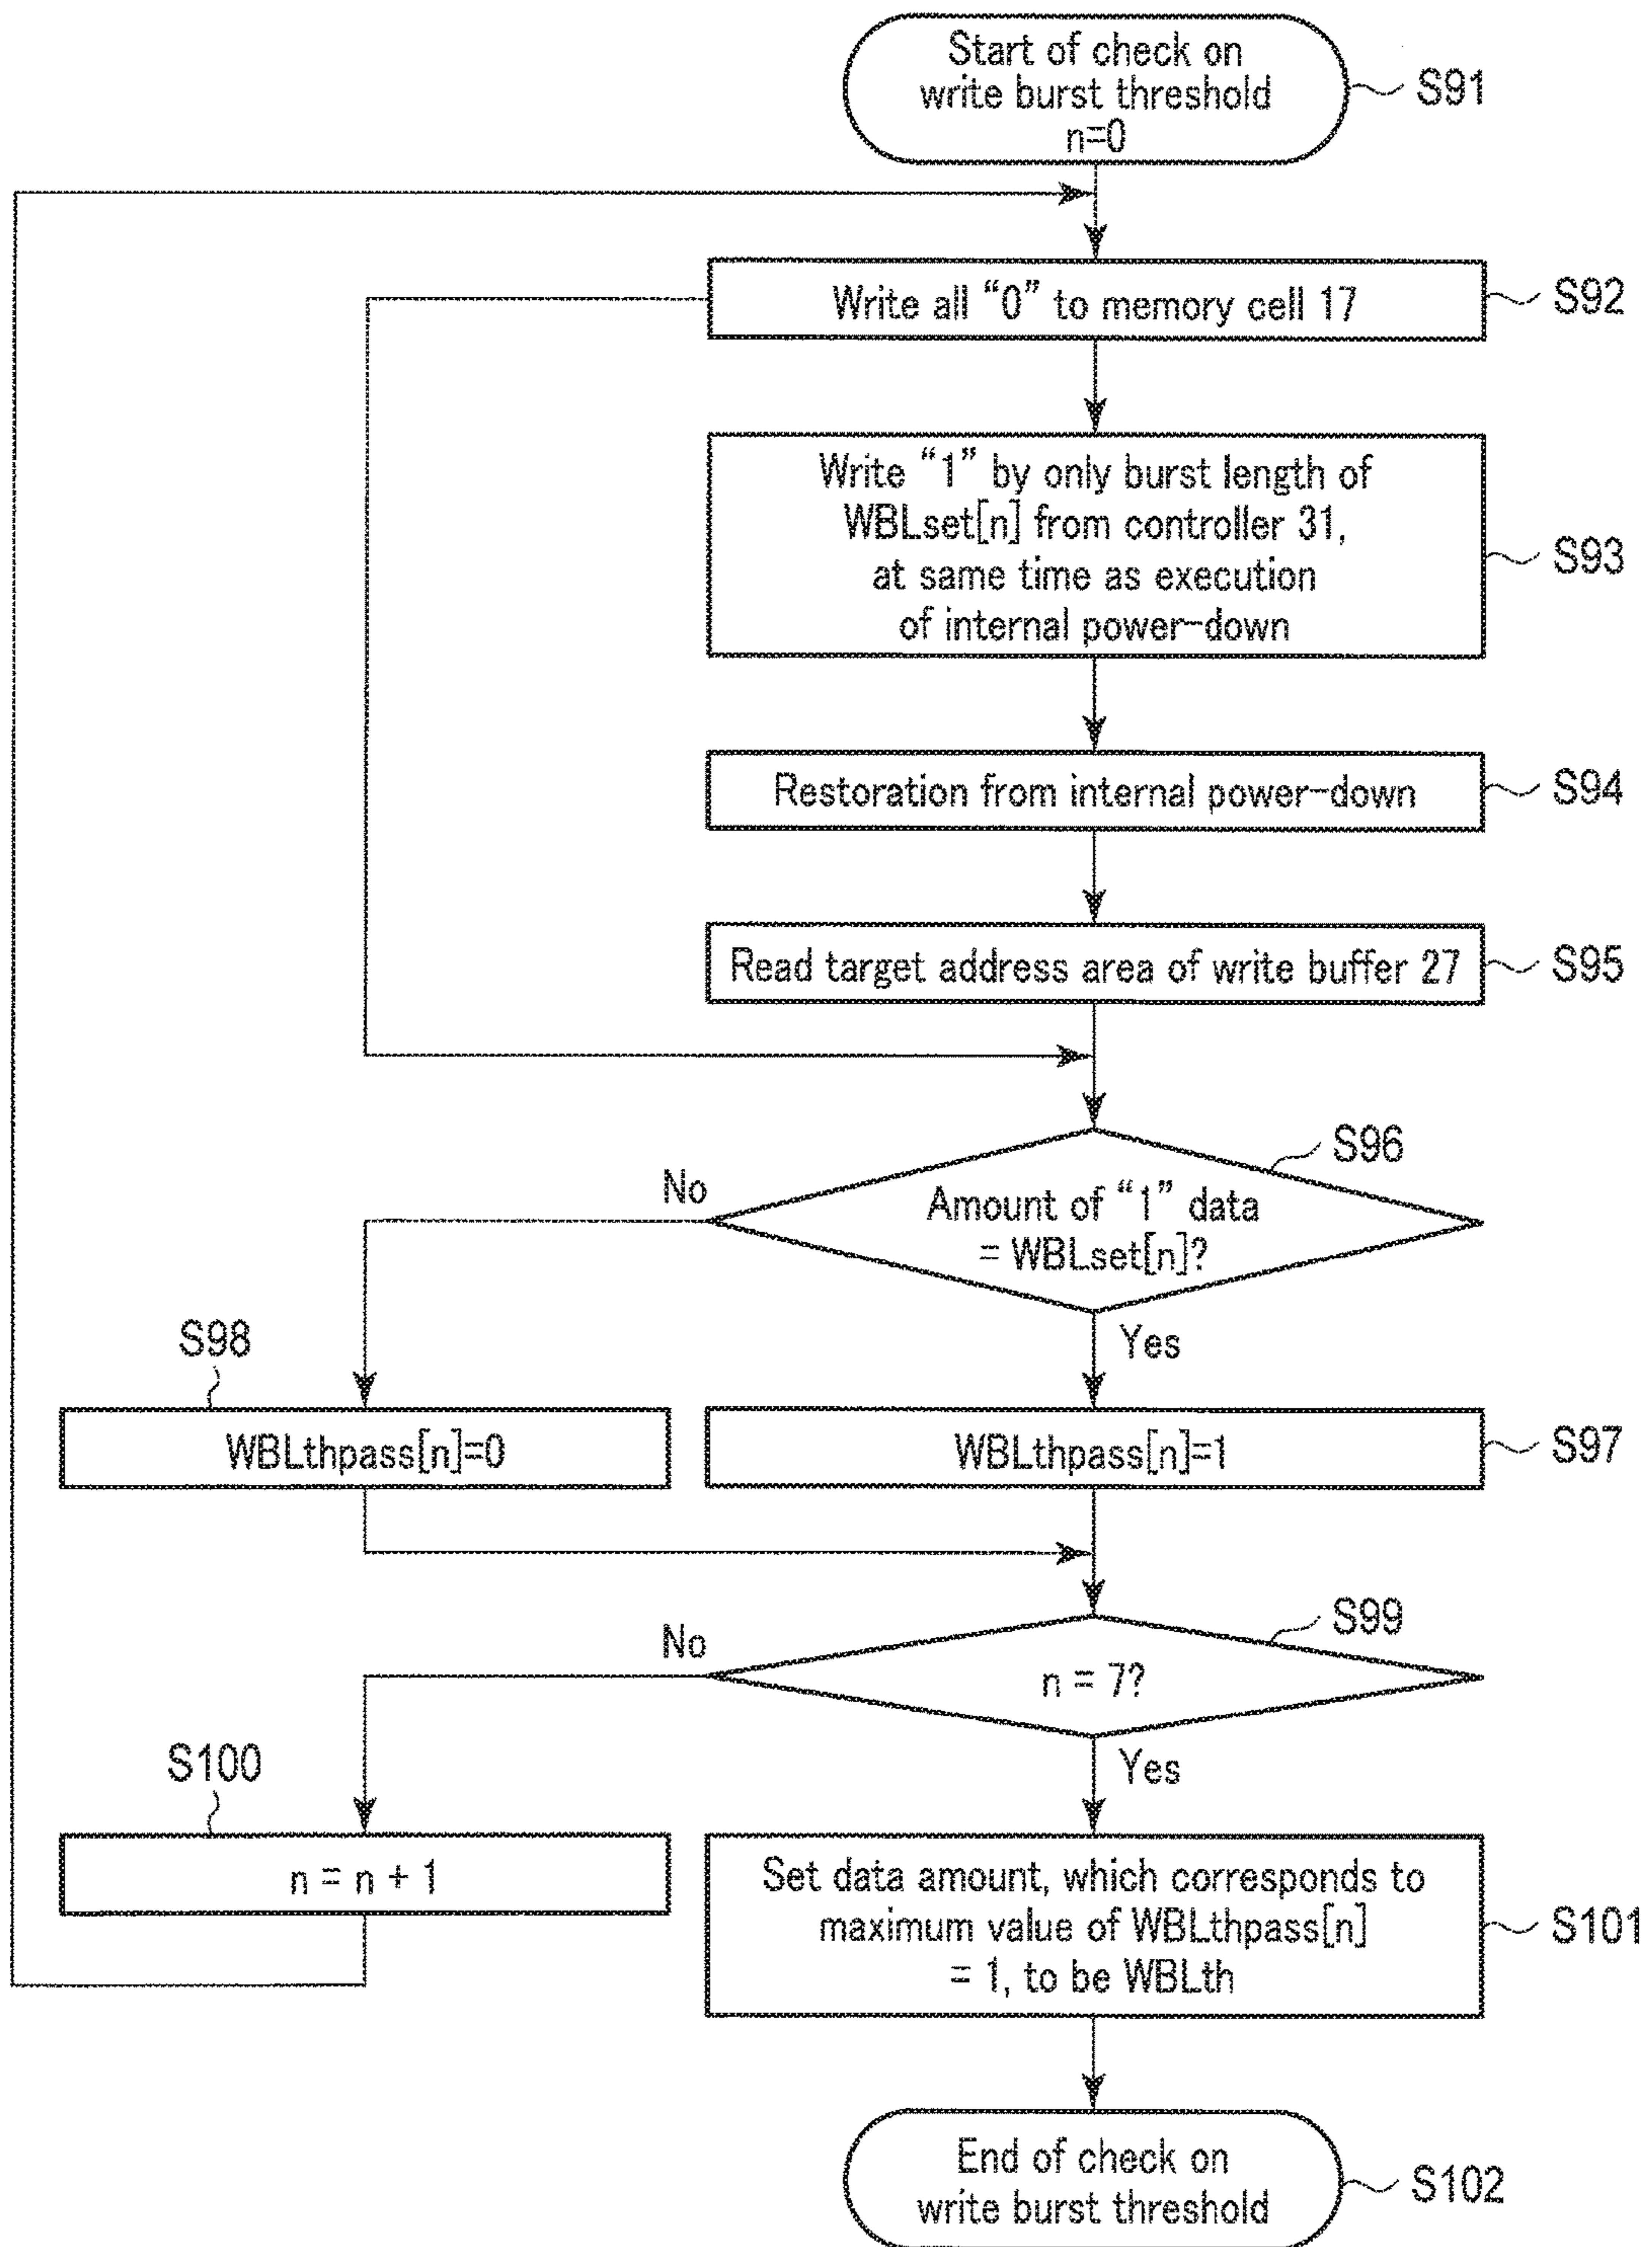 Start of check on
write burst threshold
n=0
S91
Write all “0” to memory cell 17
S92
Write “1” by only burst length of
WBLset[n] from controller 31,
at same time as execution
of internal power-down
S93
Restoration from internal power-down
S94
Read target address area of write buffer 27
S95
S96
No
Amount of “1” data
= WBLset[n]?
Yes
S98
WBLthpass[n]=0
WBLthpass[n]=1
S97
S99
No
n = 7?
Yes
S100
n = n + 1
Set data amount, which corresponds to
maximum value of WBLthpass[n]
= 1, to be WBLth
S101
End of check on
write burst threshold
S102